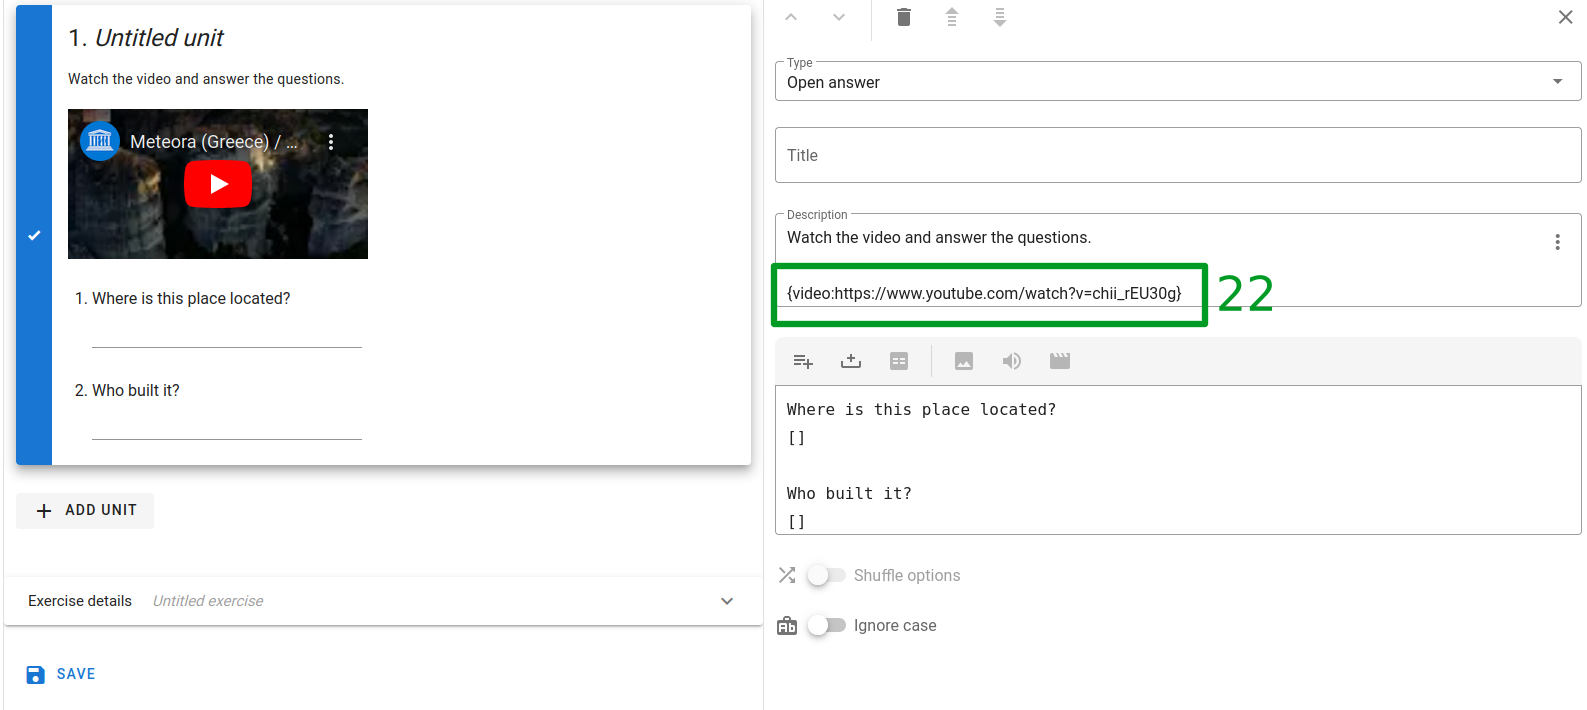 1. Untitled unit
Watch the video and answer the questions.
Meteora (Greece) / ...
1. Where is this place located?
2. Who built it?
ADD UNIT
Exercise details Untitled exercise
SAVE
Type
Open answer
Title
Description
Watch the video and answer the questions.
{video:https://www.youtube.com/watch?v=chii_rEU30g}
22
Where is this place located?
[]
Who built it?
[]
Shuffle options
Ab
Ignore case